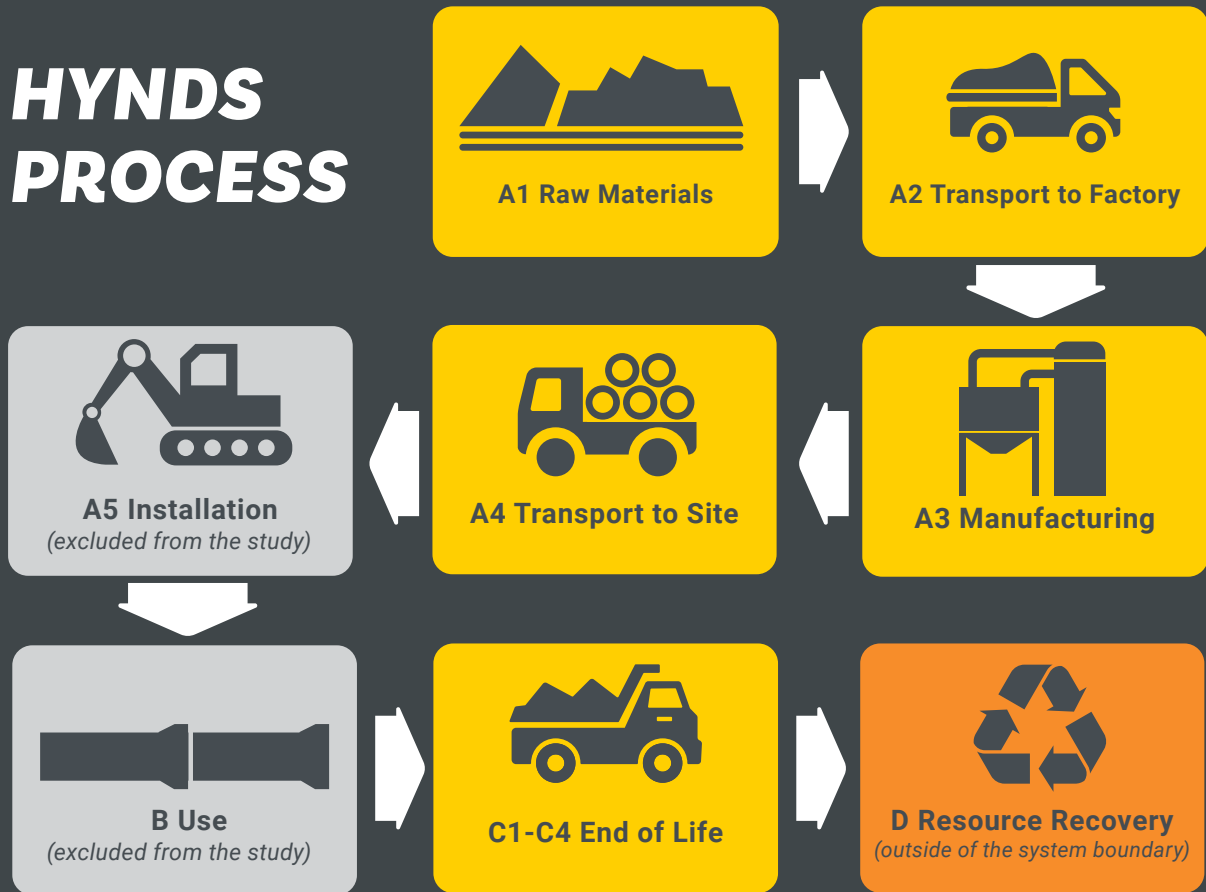 HYNDS
PROCESS
A1 Raw Materials
A2 Transport to Factory
A3 Manufacturing
A4 Transport to Site
A5 Installation
(excluded from the study)
B Use
(excluded from the study)
C1-C4 End of Life
D Resource Recovery
(outside of the system boundary)